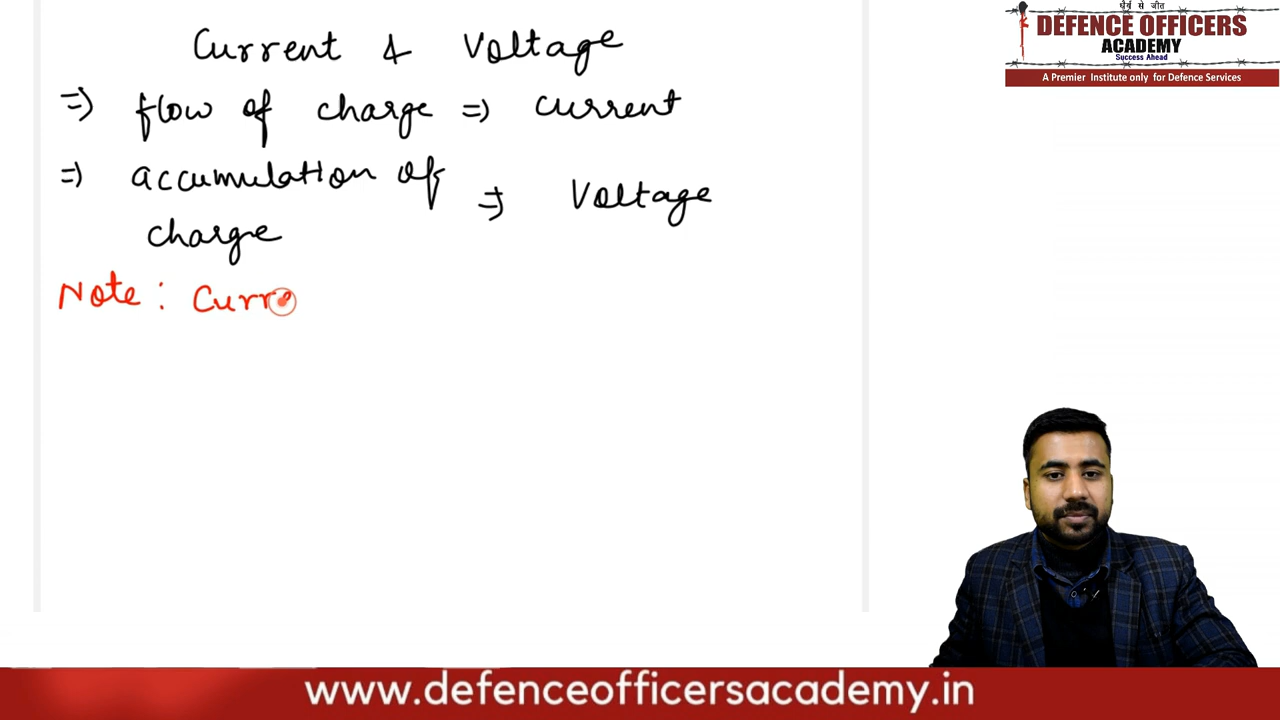 Current & Voltage
=> flow of charge => current
=> accumulation of charge => Voltage
Note: Curre
धैर्य से जीत
DEFENCE OFFICERS
ACADEMY
Success Ahead
A Premier Institute only for Defence Services
www.defenceofficersacademy.in